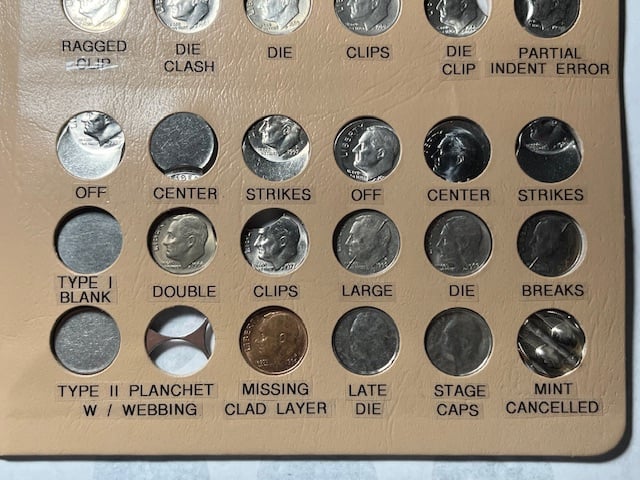 RAGGED CLIP
DIE CLASH
DIE
CLIPS
DIE CLIP
PARTIAL INDENT ERROR
OFF CENTER STRIKES OFF CENTER STRIKES
TYPE I BLANK
DOUBLE CLIPS LARGE DIE BREAKS
TYPE II PLANCHET W / WEBBING
MISSING CLAD LAYER
LATE STAGE
DIE CAPS
MINT CANCELLED